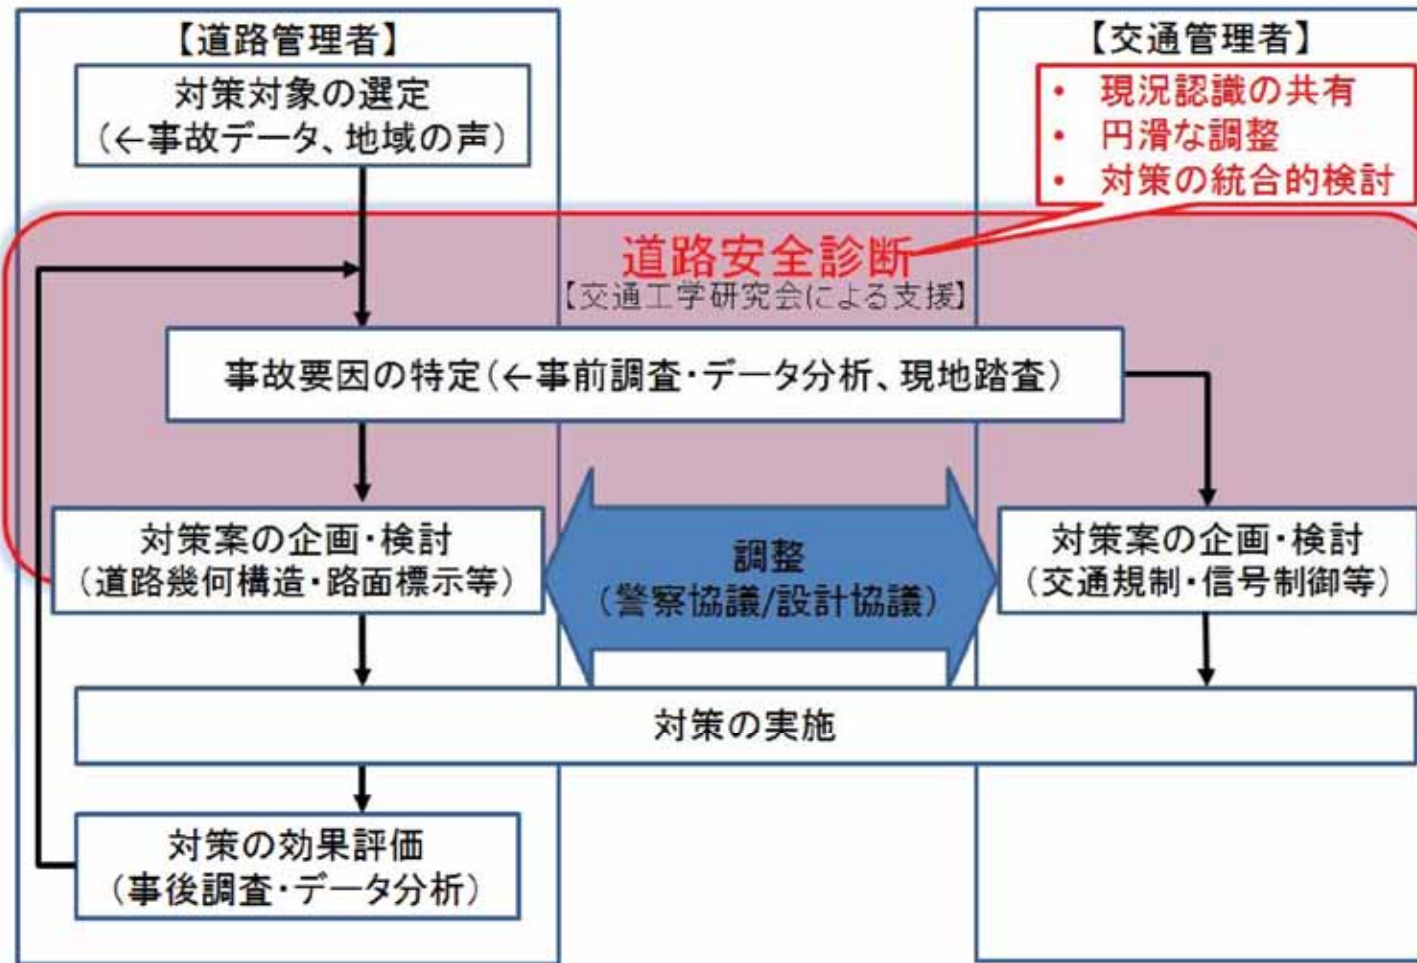 【道路管理者】
対策対象の選定
(←事故データ、地域の声)
【交通管理者】
• 現況認識の共有
• 円滑な調整
• 対策の統合的検討
道路安全診断
【交通工学研究会による支援】
事故要因の特定(←事前調査・データ分析、現地踏査)
対策案の企画・検討
(道路幾何構造・路面標示等)
調整
(警察協議/設計協議)
対策案の企画・検討
(交通規制・信号制御等)
対策の実施
対策の効果評価
(事後調査・データ分析)